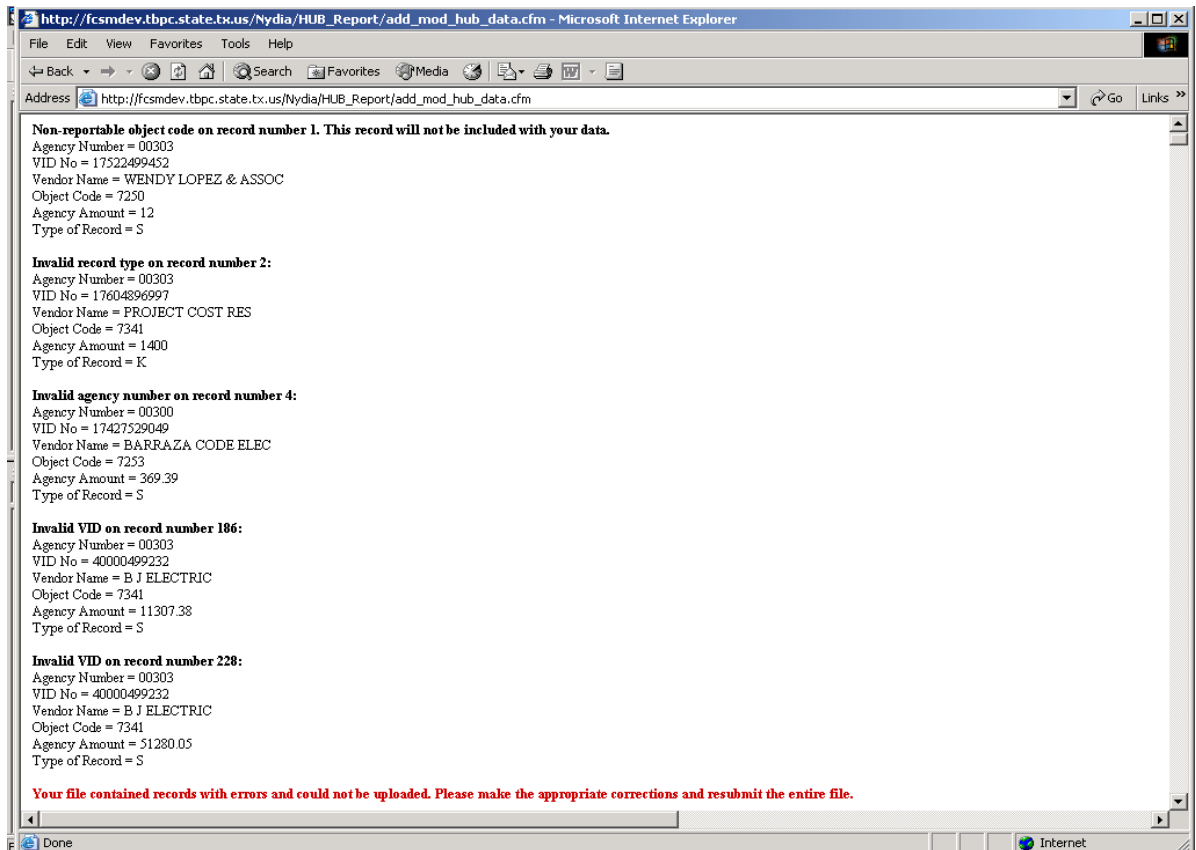 http://fcsmdev.tbpc.state.tx.us/Nydia/HUB_Report/add_mod_hub_data.cfm - Microsoft Internet Explorer
File Edit View Favorites Tools Help
Back Search Favorites Media
Address http://fcsmdev.tbpc.state.tx.us/Nydia/HUB_Report/add_mod_hub_data.cfm Go Links »
Non-reportable object code on record number 1. This record will not be included with your data.
Agency Number = 00303
VID No = 17522499452
Vendor Name = WENDY LOPEZ & ASSOC
Object Code = 7250
Agency Amount = 12
Type of Record = S
Invalid record type on record number 2:
Agency Number = 00303
VID No = 17604896997
Vendor Name = PROJECT COST RES
Object Code = 7341
Agency Amount = 1400
Type of Record = K
Invalid agency number on record number 4:
Agency Number = 00300
VID No = 17427529049
Vendor Name = BARRAZA CODE ELEC
Object Code = 7253
Agency Amount = 369.39
Type of Record = S
Invalid VID on record number 186:
Agency Number = 00303
VID No = 40000499232
Vendor Name = B J ELECTRIC
Object Code = 7341
Agency Amount = 11307.38
Type of Record = S
Invalid VID on record number 228:
Agency Number = 00303
VID No = 40000499232
Vendor Name = B J ELECTRIC
Object Code = 7341
Agency Amount = 51280.05
Type of Record = S
Your file contained records with errors and could not be uploaded. Please make the appropriate corrections and resubmit the entire file.
Done Internet